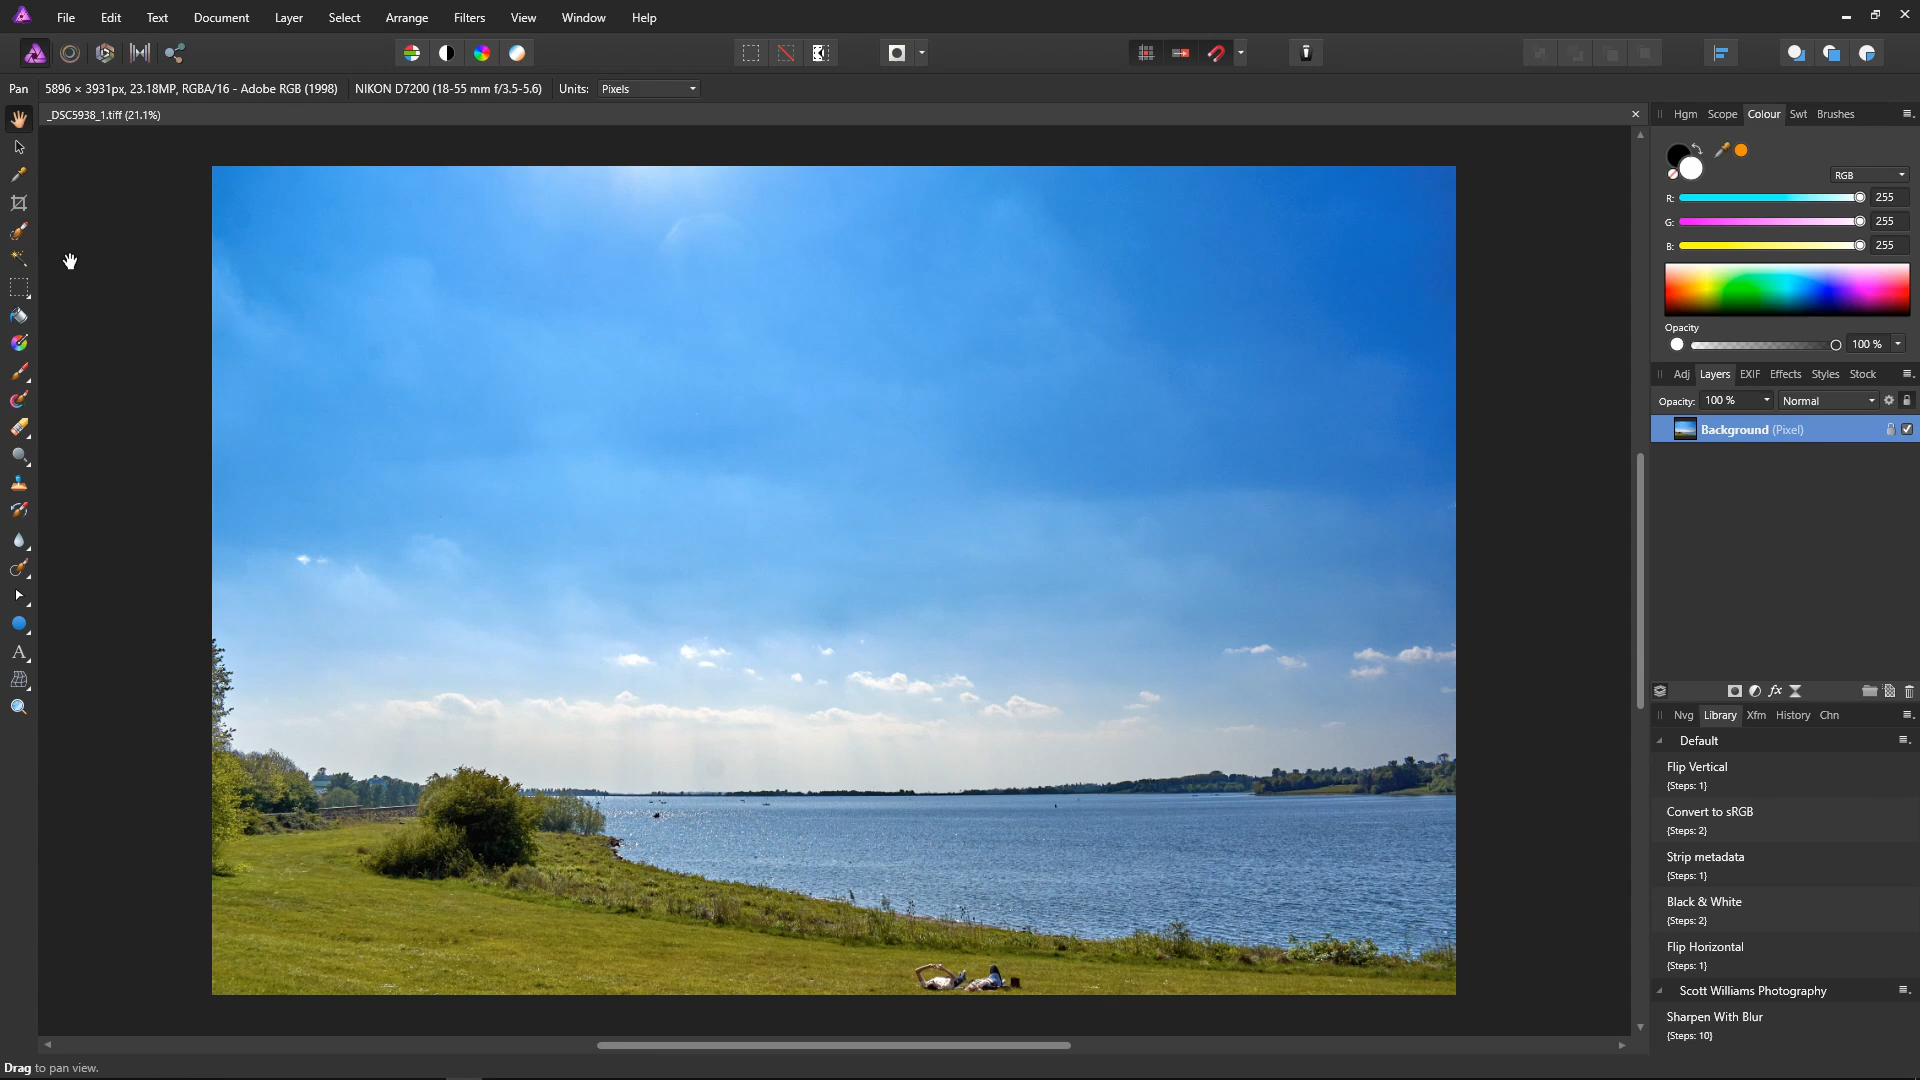 File Edit Text Document Layer Select Arrange Filters View Window Help
Pan 5896 × 3931px, 23.18MP, RGBA/16 - Adobe RGB (1998) NIKON D7200 (18-55 mm f/3.5-5.6) Units: Pixels
_DSC5938_1.tiff (21.1%)
Hgm Scope Colour Swt Brushes
RGB
R: 255
G: 255
B: 255
Opacity
100 %
Adj Layers EXIF Effects Styles Stock
Opacity: 100 % Normal
Background (Pixel)
Nvg Library Xfm History Chn
Default
Flip Vertical
{Steps: 1}
Convert to sRGB
{Steps: 2}
Strip metadata
{Steps: 1}
Black & White
{Steps: 2}
Flip Horizontal
{Steps: 1}
Scott Williams Photography
Sharpen With Blur
{Steps: 10}
Drag to pan view.